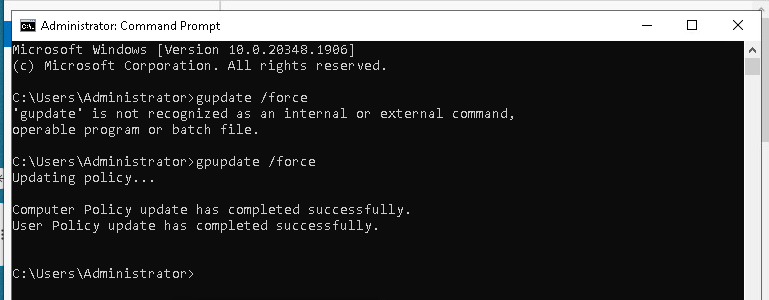 Administrator: Command Prompt
Microsoft Windows [Version 10.0.20348.1906]
(c) Microsoft Corporation. All rights reserved.
C:\Users\Administrator>gupdate /force
'gupdate' is not recognized as an internal or external command,
operable program or batch file.
C:\Users\Administrator>gpupdate /force
Updating policy...
Computer Policy update has completed successfully.
User Policy update has completed successfully.
C:\Users\Administrator>